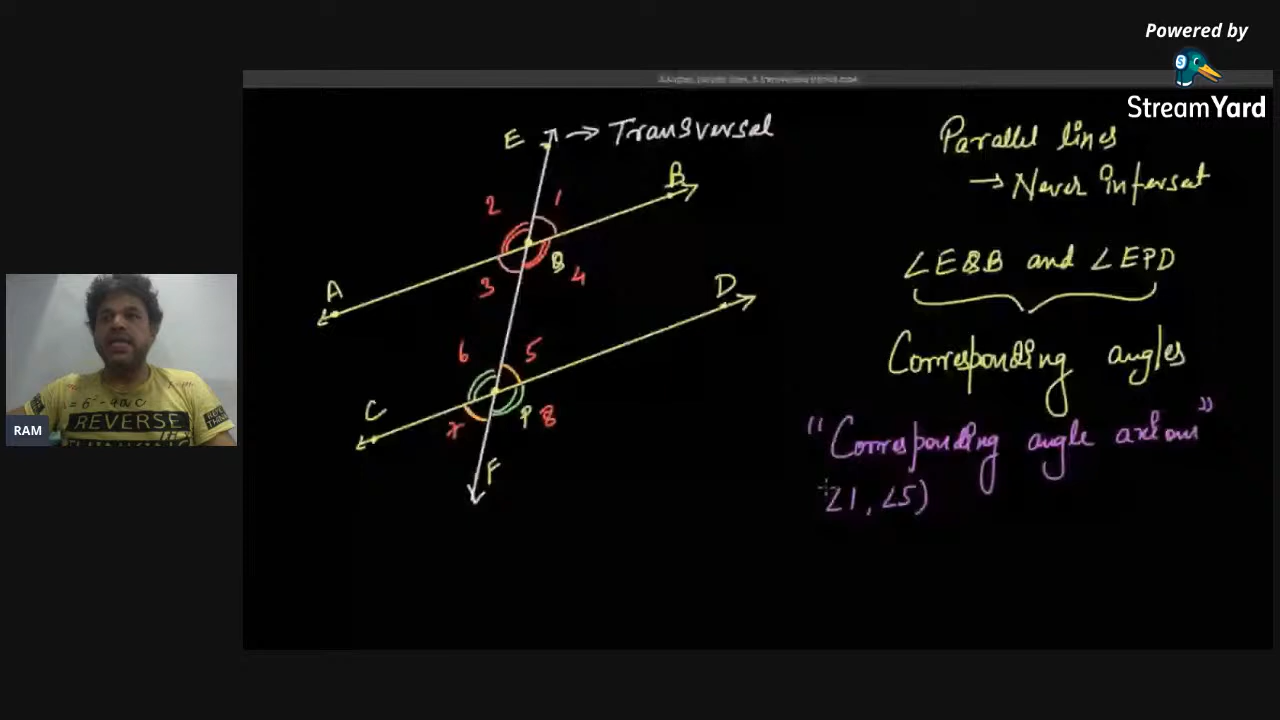 Powered by
StreamYard
E → Transversal
B
2 1
Q
3 4
A
D
6 5
C
P 8
F
Parallel lines
→ Never intersect
∠EQB and ∠EPD
Corresponding angles
"Corresponding angle axiom"
∠1, ∠5)
REVERSE
RAM